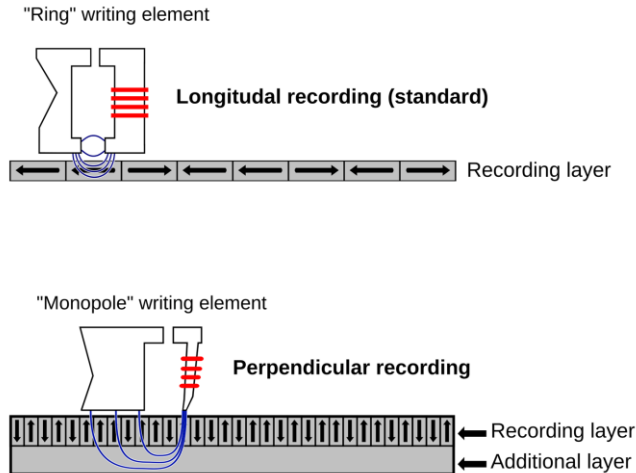 "Ring" writing element
Longitudal recording (standard)
Recording layer
"Monopole" writing element
Perpendicular recording
Recording layer
Additional layer